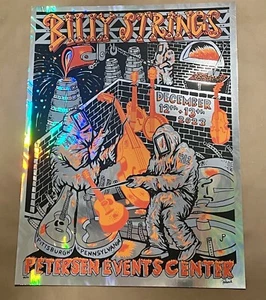 BILLY STRINGS
DECEMBER
12th + 13th
2023
PITTSBURGH PENNSYLVANIA
PETERSEN EVENTS CENTER